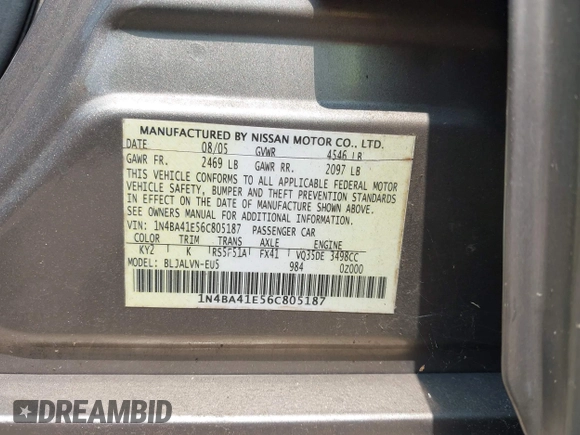 MANUFACTURED BY NISSAN MOTOR CO., LTD.
DATE 08/05 GVWR 4546 LB
GAWR FR. 2469 LB GAWR RR. 2097 LB
THIS VEHICLE CONFORMS TO ALL APPLICABLE FEDERAL MOTOR
VEHICLE SAFETY, BUMPER AND THEFT PREVENTION STANDARDS
IN EFFECT ON THE DATE OF MANUFACTURE SHOWN ABOVE.
SEE OWNERS MANUAL FOR ADDITIONAL INFORMATION.
VIN: 1N4BA41E56C805187 PASSENGER CAR
COLOR TRIM TRANS AXLE ENGINE
KY2 K RS5F51A FX41 VQ35DE 3498CC
MODEL: BLJALVN-EU5 984 02000
1N4BA41E56C805187
DREAMBID